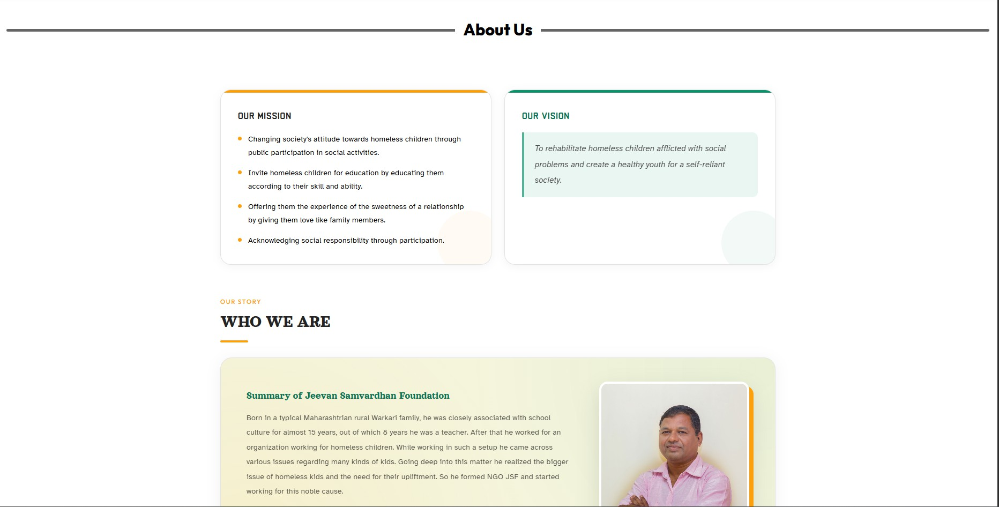 About Us
OUR MISSION
Changing society's attitude towards homeless children through
public participation in social activities.
Invite homeless children for education by educating them
according to their skill and ability.
Offering them the experience of the sweetness of a relationship
by giving them love like family members.
Acknowledging social responsibility through participation.
OUR VISION
To rehabilitate homeless children afflicted with social
problems and create a healthy youth for a self-reliant
society.
OUR STORY
WHO WE ARE
Summary of Jeevan Samvardhan Foundation
Born in a typical Maharashtrian rural Warkari family, he was closely associated with school
culture for almost 15 years, out of which 8 years he was a teacher. After that he worked for an
organization working for homeless children. While working in such a setup he came across
various issues regarding many kinds of kids. Going deep into this matter he realized the bigger
issue of homeless kids and the need for their upliftment. So he formed NGO JSF and started
working for this noble cause.